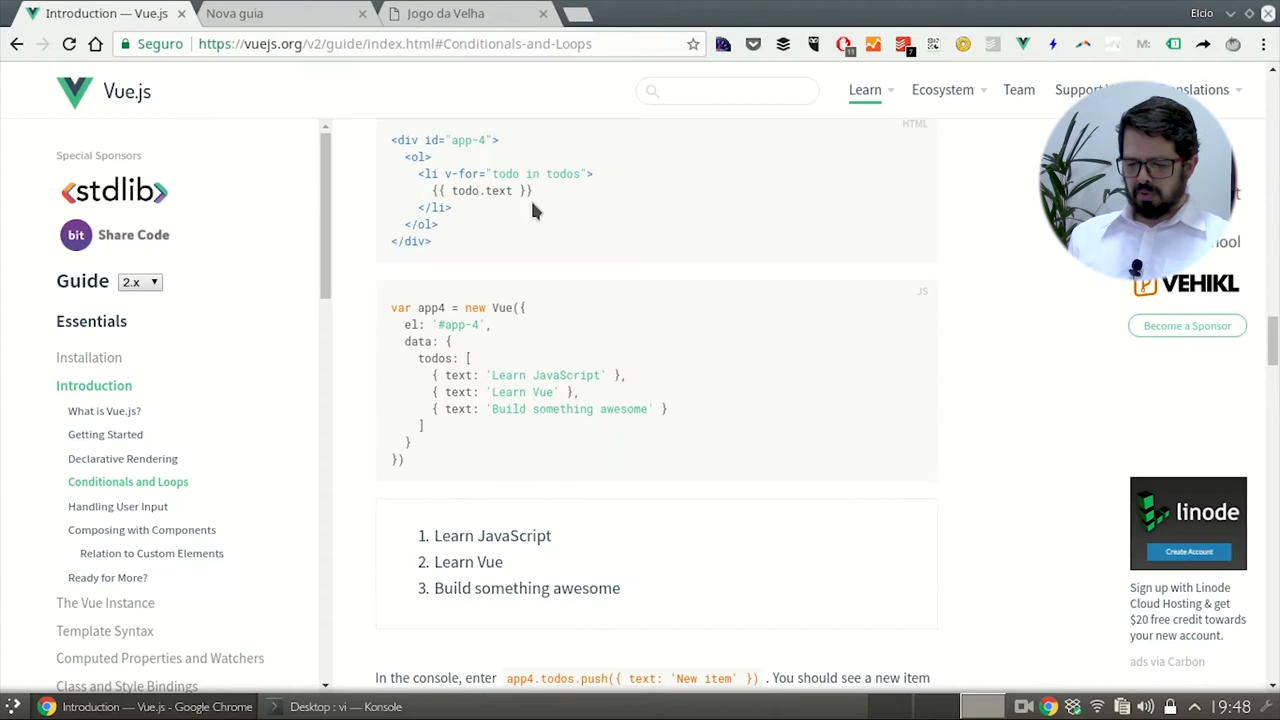 Introduction — Vue.js
Nova guia
Jogo da Velha
Elcio
Seguro
https://vuejs.org/v2/guide/index.html#Conditionals-and-Loops
11
7
M:
Vue.js
Learn
Ecosystem
Team
Support
anslations
Special Sponsors
<stdlib>
bit Share Code
Guide 2.x
Essentials
Installation
Introduction
What is Vue.js?
Getting Started
Declarative Rendering
Conditionals and Loops
Handling User Input
Composing with Components
Relation to Custom Elements
Ready for More?
The Vue Instance
Template Syntax
Computed Properties and Watchers
Class and Style Bindings
HTML
<div id="app-4">
<ol>
<li v-for="todo in todos">
{{ todo.text }}
</li>
</ol>
</div>
JS
var app4 = new Vue({
el: '#app-4',
data: {
todos: [
{ text: 'Learn JavaScript' },
{ text: 'Learn Vue' },
{ text: 'Build something awesome' }
]
}
})
1. Learn JavaScript
2. Learn Vue
3. Build something awesome
In the console, enter app4.todos.push({ text: 'New item' }) . You should see a new item
ool
VEHIKL
Become a Sponsor
linode
Create Account
Sign up with Linode
Cloud Hosting & get
$20 free credit towards
your new account.
ads via Carbon
Introduction — Vue.js - Google Chrome
Desktop : vi — Konsole
19:48